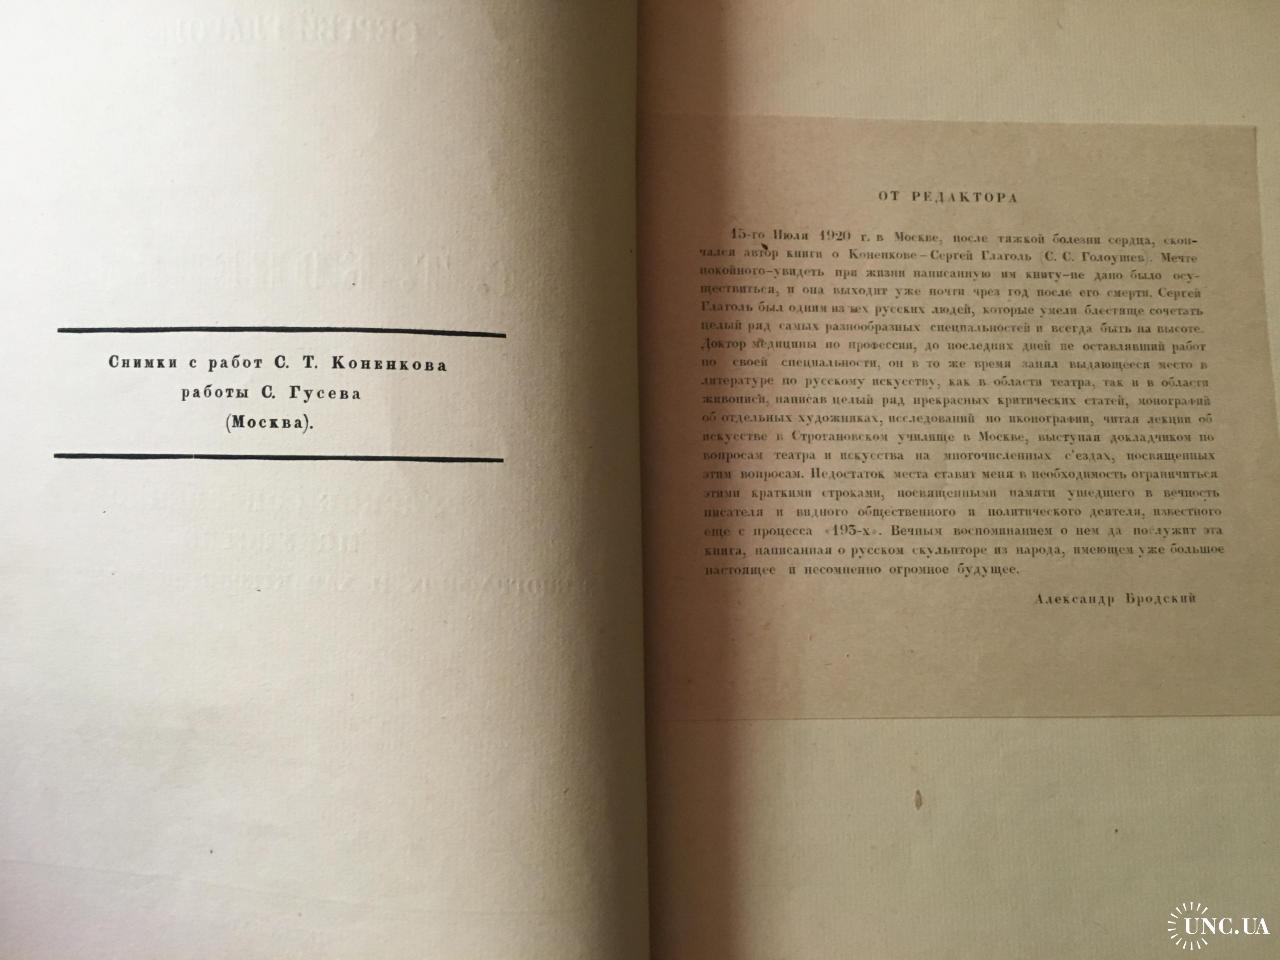 Снимки с работ С. Т. Коненкова
работы С. Гусева
(Москва).
ОТ РЕДАКТОРА
15-го Июля 1920 г. в Москве, после тяжкой болезни сердца, скон-
чался автор книги о Коненкове–Сергей Глаголь (С. С. Голоушев). Мечте
покойного–увидеть при жизни написанную им книгу–не дано было осу-
ществиться, и она выходит уже почти чрез год после его смерти. Сергей
Глаголь был одним из тех русских людей, которые умели блестяще сочетать
целый ряд самых разнообразных специальностей и всегда быть на высоте.
Доктор медицины по профессии, до последних дней не оставлявший работ
по своей специальности, он в то же время занял выдающееся место в
литературе по русскому искусству, как в области театра, так и в области
живописи, написав целый ряд прекрасных критических статей, монографий
об отдельных художниках, исследований по иконографии, читая лекции об
искусстве в Строгановском училище в Москве, выступая докладчиком по
вопросам театра и искусства на многочисленных с'ездах, посвященных
этим вопросам. Недостаток места ставит меня в необходимость ограничиться
этими краткими строками, посвященными памяти ушедшего в вечность
писателя и видного общественного и политического деятеля, известного
еще с процесса «193-х». Вечным воспоминанием о нем да послужит эта
книга, написанная о русском скульпторе из народа, имеющем уже большое
настоящее и несомненно огромное будущее.
Александр Бродский
UNC.UA